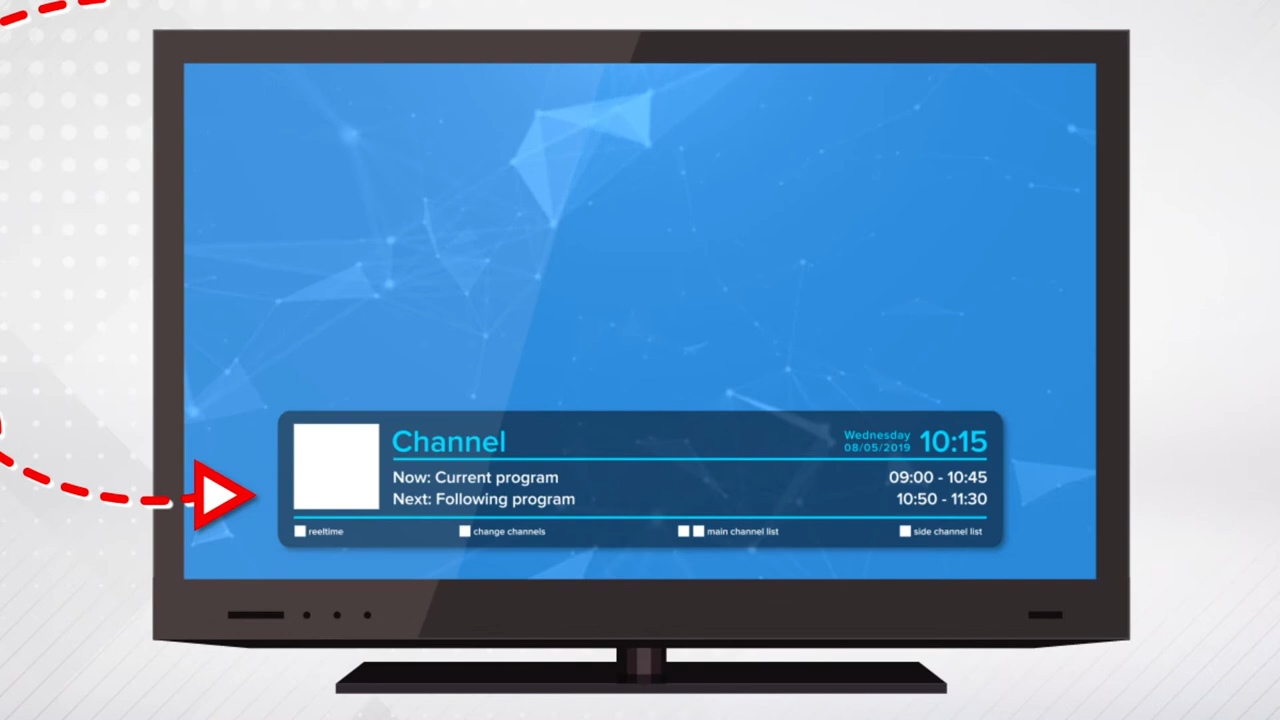 Channel
Wednesday
08/05/2019
10:15
Now: Current program
09:00 - 10:45
Next: Following program
10:50 - 11:30
reeltime
change channels
main channel list
side channel list